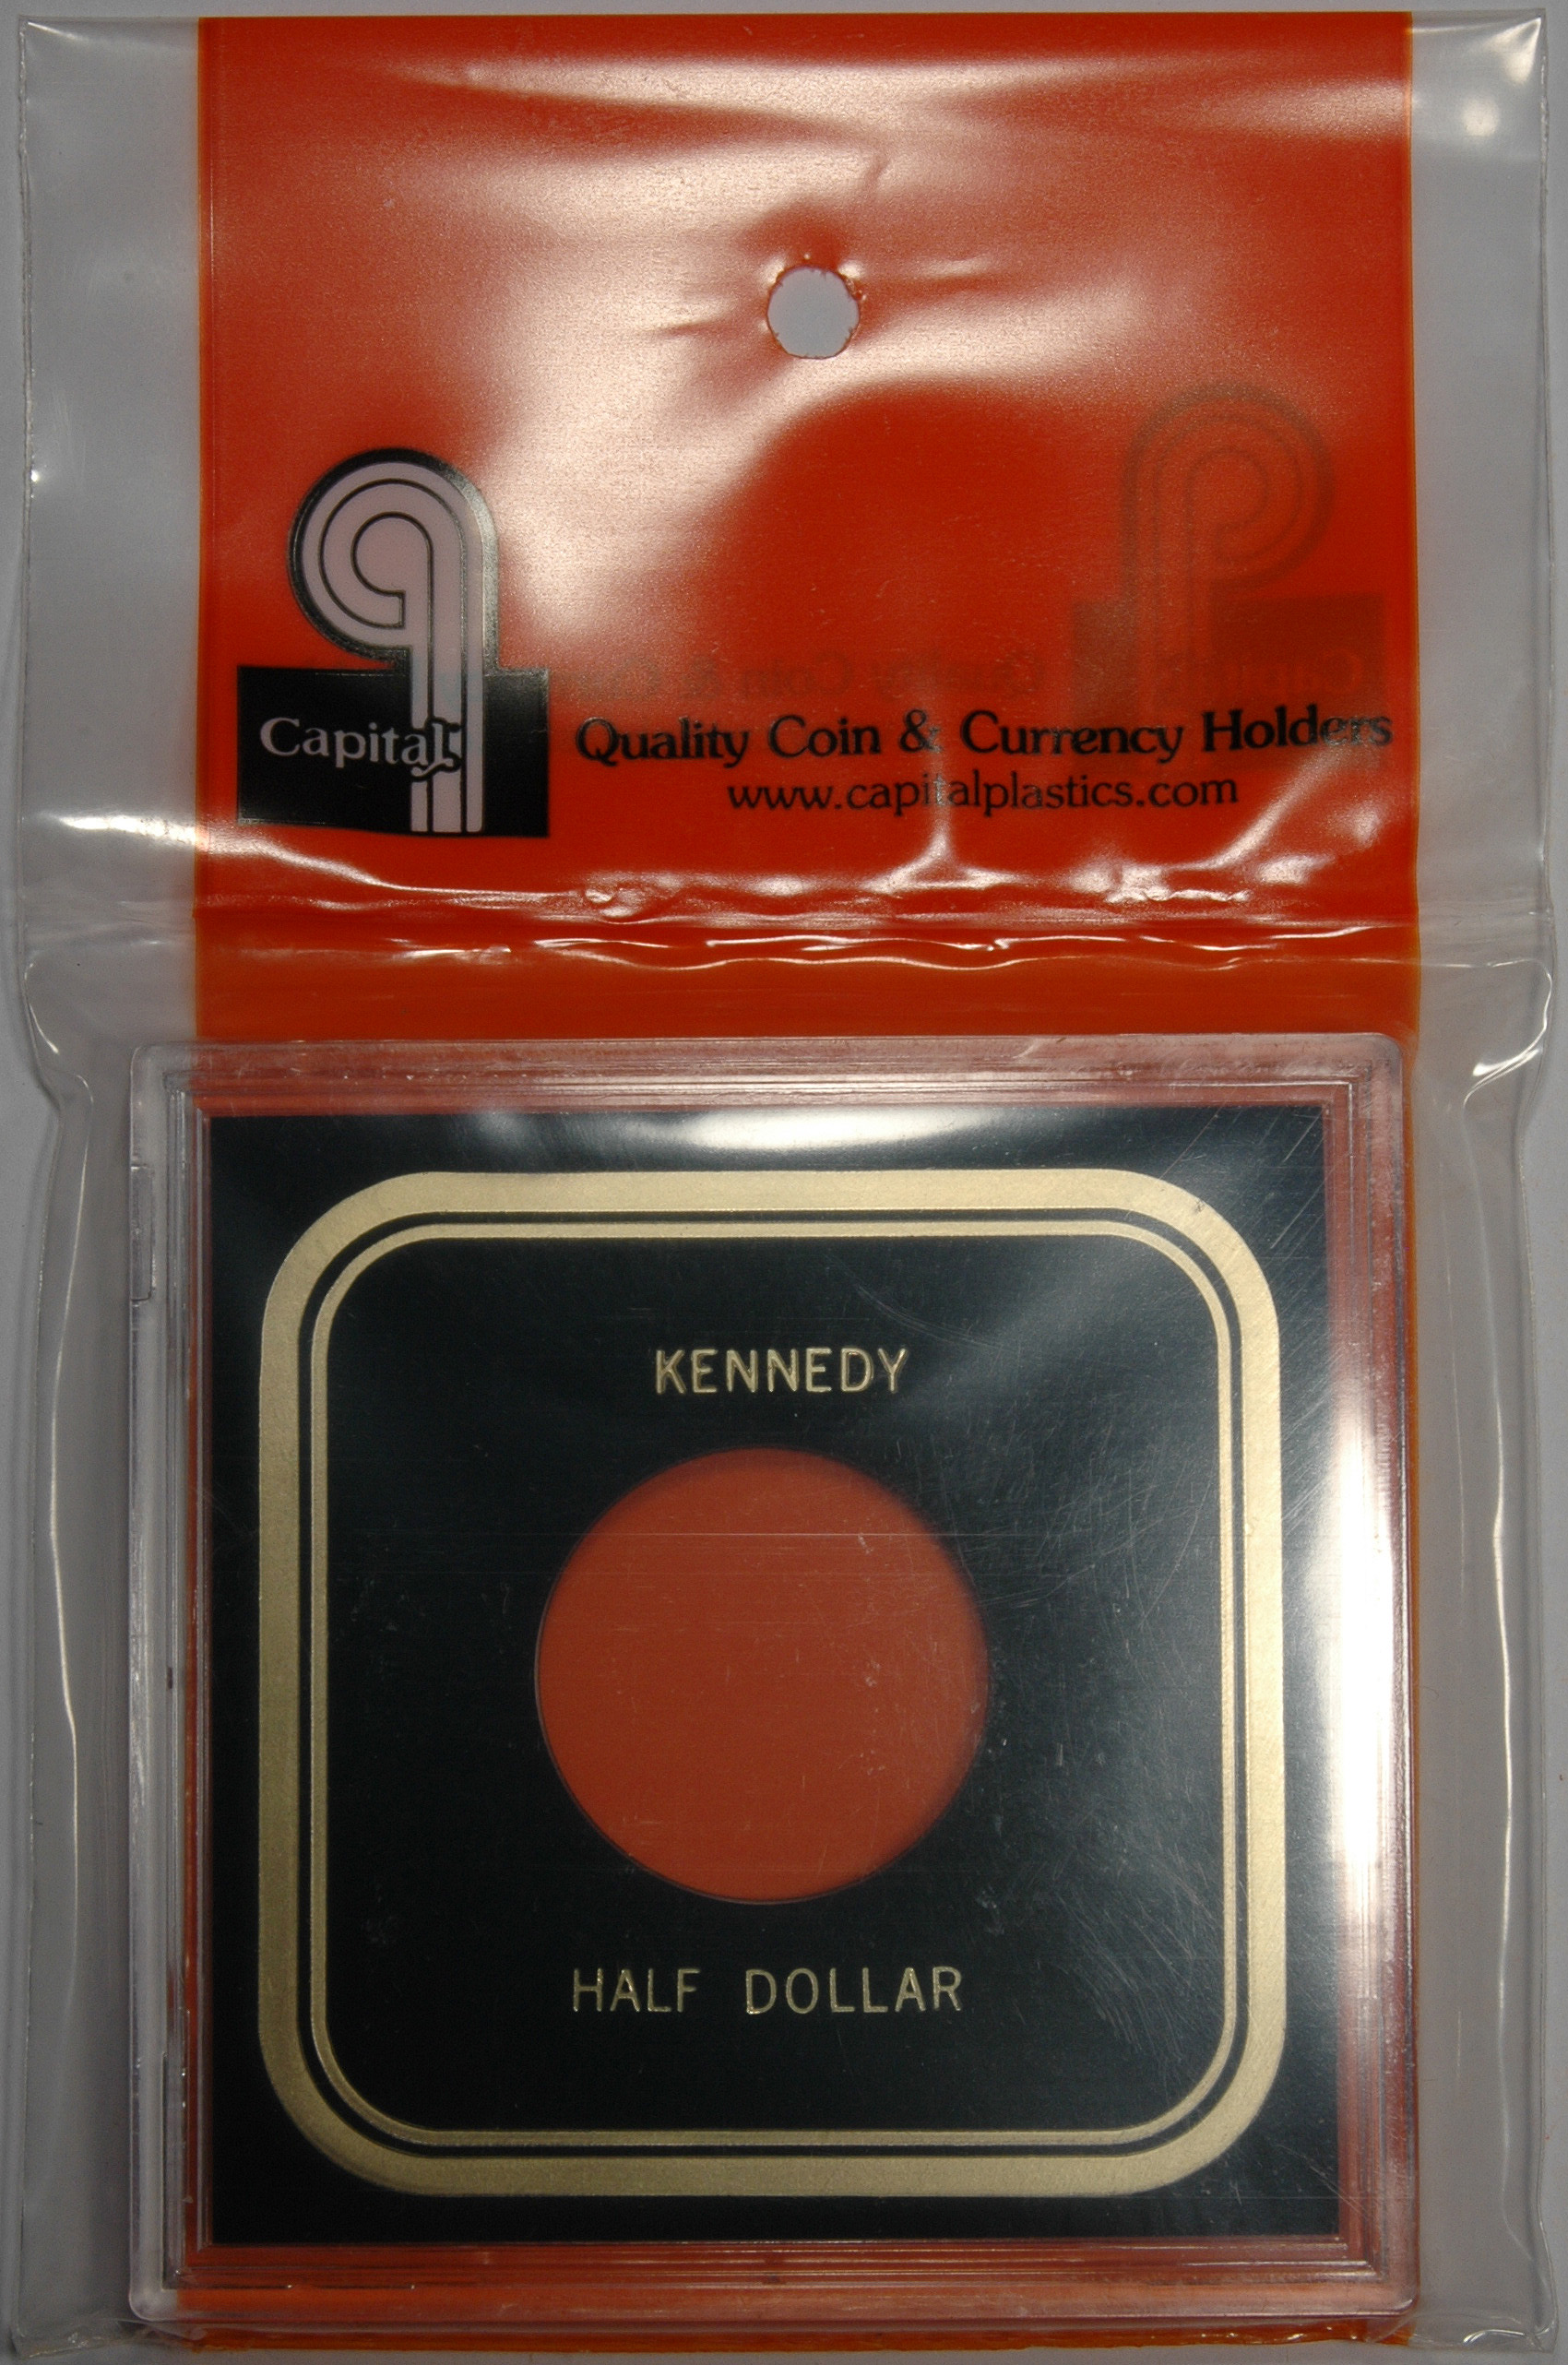 Capital
Quality Coin & Currency Holders
www.capitalplastics.com
KENNEDY
HALF DOLLAR